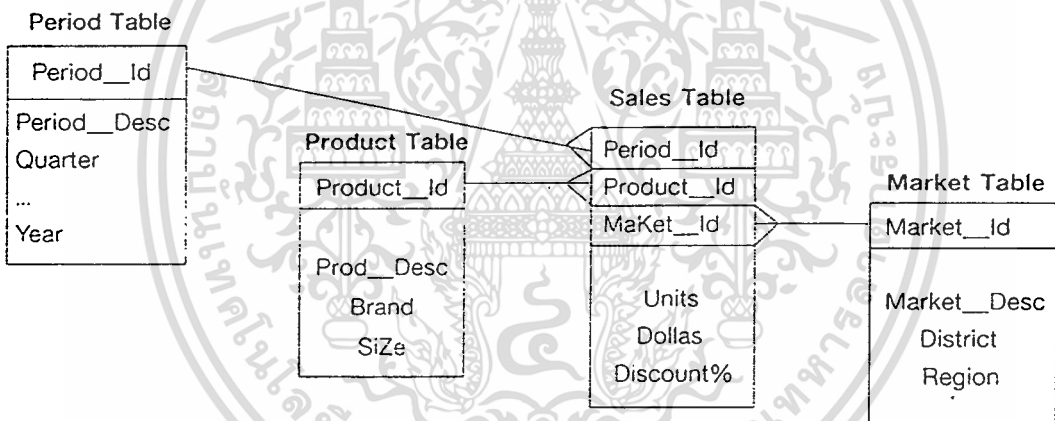 Period Table
Period__Id
Period__Desc
Quarter
...
Year
Product Table
Product__Id
Prod__Desc
Brand
SiZe
Sales Table
Period__Id
Product__Id
MaKet__Id
Units
Dollas
Discount%
Market Table
Market__Id
Market__Desc
District
Region